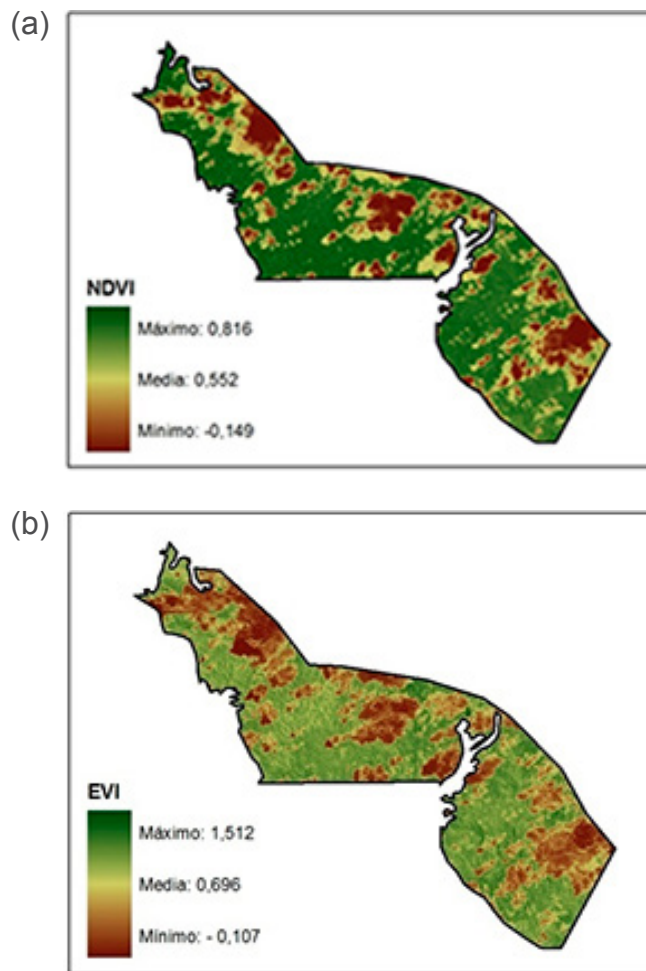 (a)
NDVI
Máximo: 0,816
Media: 0,552
Mínimo: -0,149
(b)
EVI
Máximo: 1,512
Media: 0,696
Mínimo: - 0,107